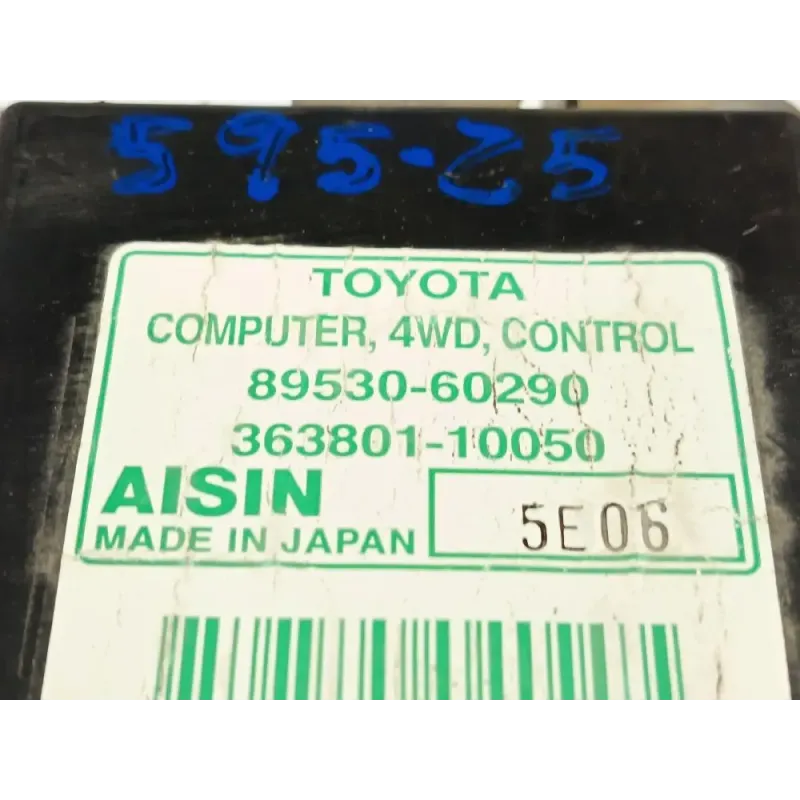 595-25
TOYOTA
COMPUTER, 4WD, CONTROL
89530-60290
363801-10050
AISIN
MADE IN JAPAN
5E06